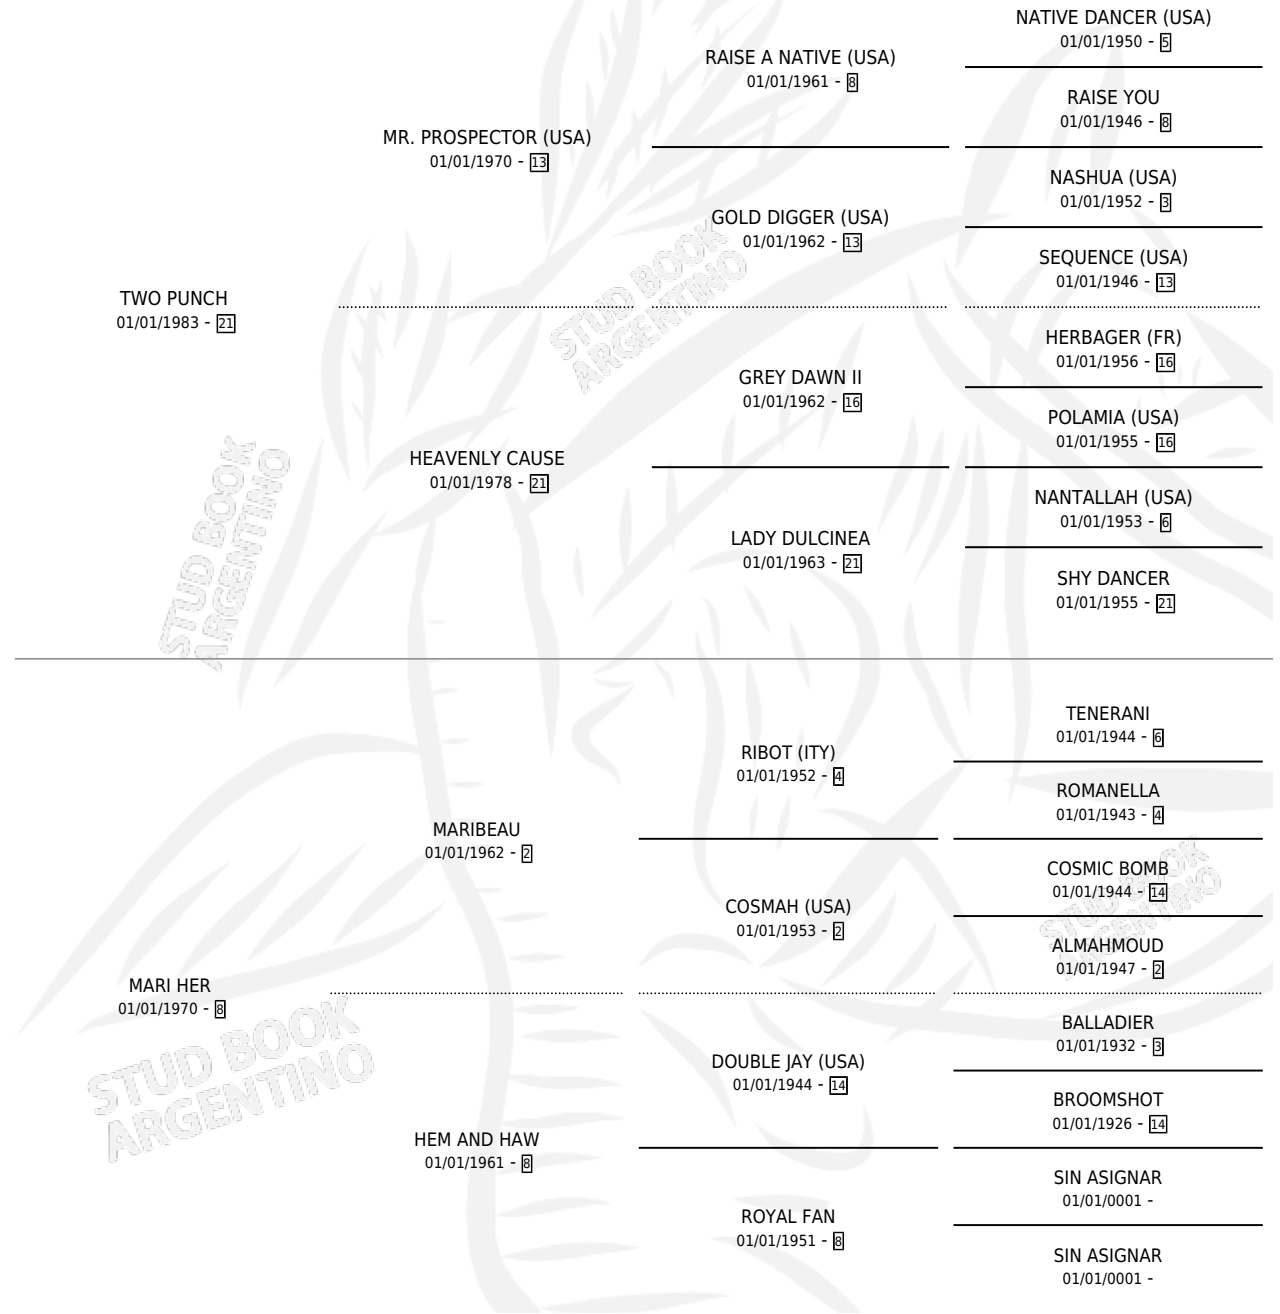 NATIVE DANCER (USA)
01/01/1950 - 5
RAISE A NATIVE (USA)
01/01/1961 - 8
RAISE YOU
01/01/1946 - 8
MR. PROSPECTOR (USA)
01/01/1970 - 13
NASHUA (USA)
01/01/1952 - 3
GOLD DIGGER (USA)
01/01/1962 - 13
SEQUENCE (USA)
01/01/1946 - 13
TWO PUNCH
01/01/1983 - 21
HERBAGER (FR)
01/01/1956 - 16
GREY DAWN II
01/01/1962 - 16
POLAMIA (USA)
01/01/1955 - 16
HEAVENLY CAUSE
01/01/1978 - 21
NANTALLAH (USA)
01/01/1953 - 6
LADY DULCINEA
01/01/1963 - 21
SHY DANCER
01/01/1955 - 21
STUD BOOK
ARGENTINO
STUD BOOK
ARGENTINO
TENERANI
01/01/1944 - 6
RIBOT (ITY)
01/01/1952 - 4
ROMANELLA
01/01/1943 - 4
MARIBEAU
01/01/1962 - 2
COSMIC BOMB
01/01/1944 - 14
COSMAH (USA)
01/01/1953 - 2
ALMAHMOUD
01/01/1947 - 2
MARI HER
01/01/1970 - 8
BALLADIER
01/01/1932 - 3
DOUBLE JAY (USA)
01/01/1944 - 14
BROOMSHOT
01/01/1926 - 14
HEM AND HAW
01/01/1961 - 8
SIN ASIGNAR
01/01/0001 -
ROYAL FAN
01/01/1951 - 8
SIN ASIGNAR
01/01/0001 -
STUD BOOK
ARGENTINO
STUD BOOK
ARGENTINO